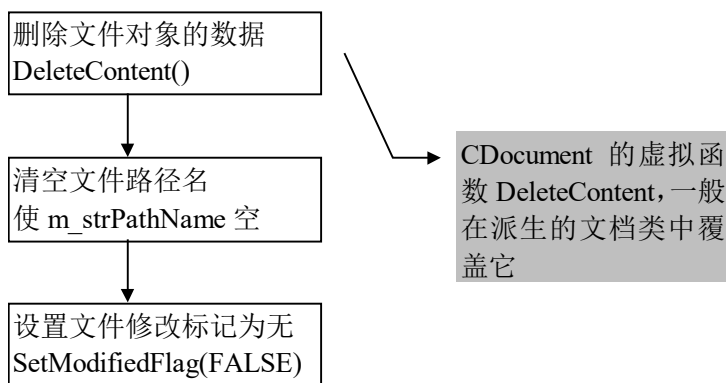 删除文件对象的数据
DeleteContent()
清空文件路径名
使 m_strPathName 空
设置文件修改标记为无
SetModifiedFlag(FALSE)
CDocument 的虚拟函
数 DeleteContent，一般
在派生的文档类中覆
盖它